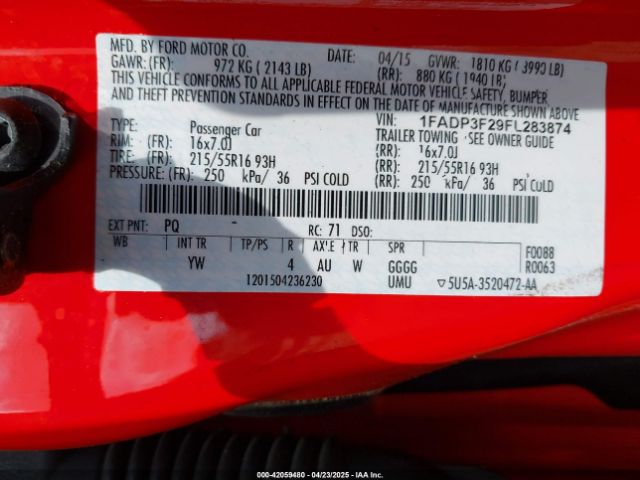 MFD. BY FORD MOTOR CO.
DATE: 04/15 GVWR: 1810 KG ( 3990 LB)
GAWR: (FR): 972 KG ( 2143 LB) (RR): 880 KG ( 1940 LB)
THIS VEHICLE CONFORMS TO ALL APPLICABLE FEDERAL MOTOR VEHICLE SAFETY, BUMPER,
AND THEFT PREVENTION STANDARDS IN EFFECT ON THE DATE OF MANUFACTURE SHOWN ABOVE
VIN: 1FADP3F29FL283874
TYPE: Passenger Car TRAILER TOWING -SEE OWNER GUIDE
RIM: (FR): 16x7.0J (RR): 16x7.0J
TIRE: (FR): 215/55R16 93H (RR): 215/55R16 93H
PRESSURE: (FR): 250 kPa/ 36 PSI COLD (RR): 250 kPa/ 36 PSI COLD
EXT PNT: PQ - RC: 71 DSO:
WB INT TR TP/PS R AXLE TR SPR F0088
YW 4 AU W GGGG R0063
1201504236230 UMU ▽5U5A-3520472-AA
000-42059480 - 04/23/2025 - IAAI.COM